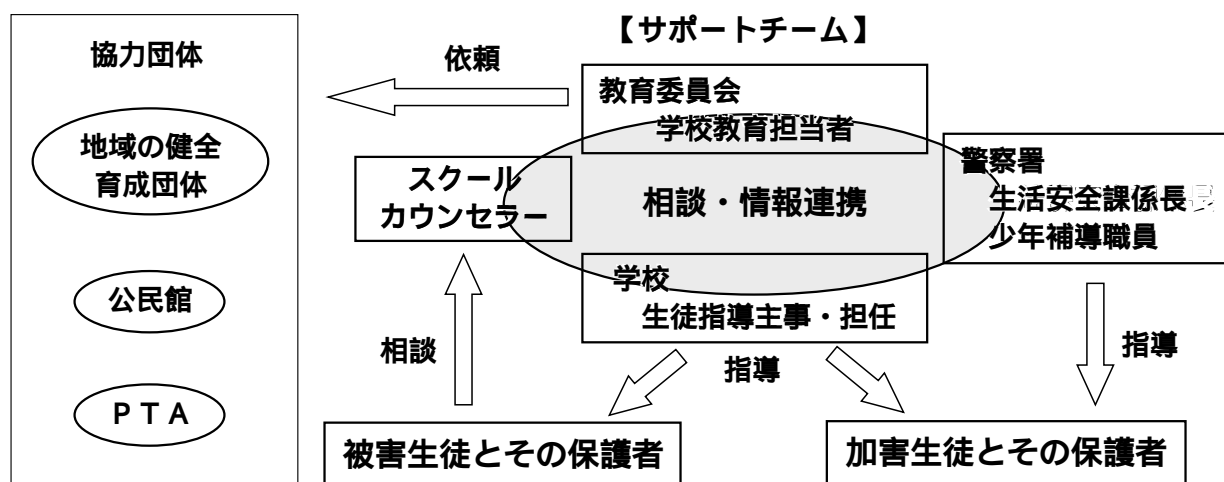 【サポートチーム】
協力団体
地域の健全
育成団体
公民館
ＰＴＡ
依頼
教育委員会
学校教育担当者
スクール
カウンセラー
相談・情報連携
警察署
生活安全課係長
少年補導職員
学校
生徒指導主事・担任
相談
指導
指導
被害生徒とその保護者
加害生徒とその保護者